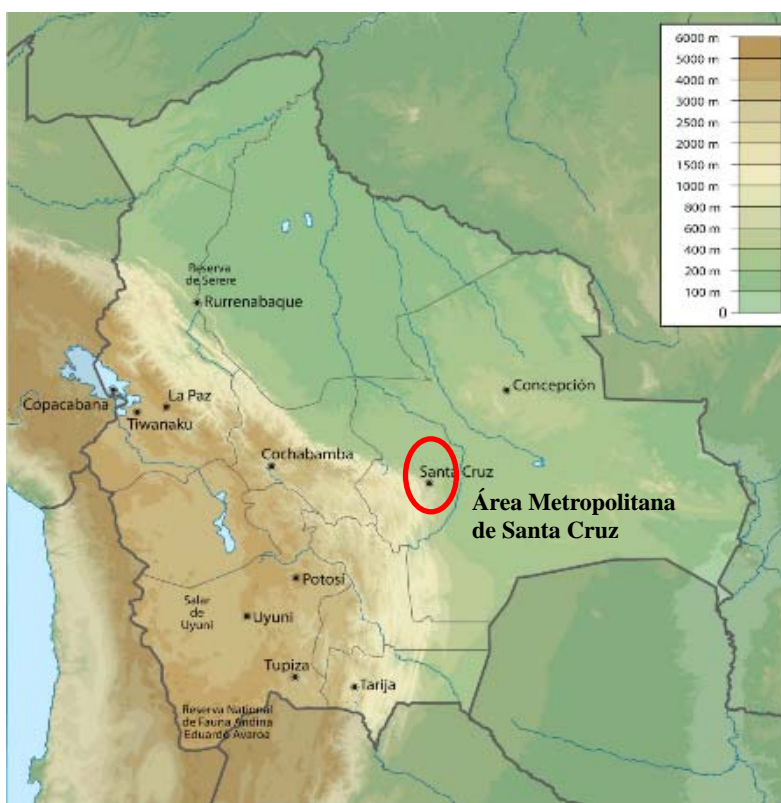 6000 m
5000 m
4000 m
3000 m
2500 m
2000 m
1000 m
800 m
600 m
400 m
200 m
100 m
0
Reserva
de Serere
Rurrenabaque
Concepción
La Paz
Copacabana
Tiwanaku
Cochabamba
Santa Cruz
Área Metropolitana
de Santa Cruz
Potosí
Salar
de
Uyuni
Uyuni
Tupiza
Tarija
Reserva National
de Fauna Andina
Eduardo Avaroa